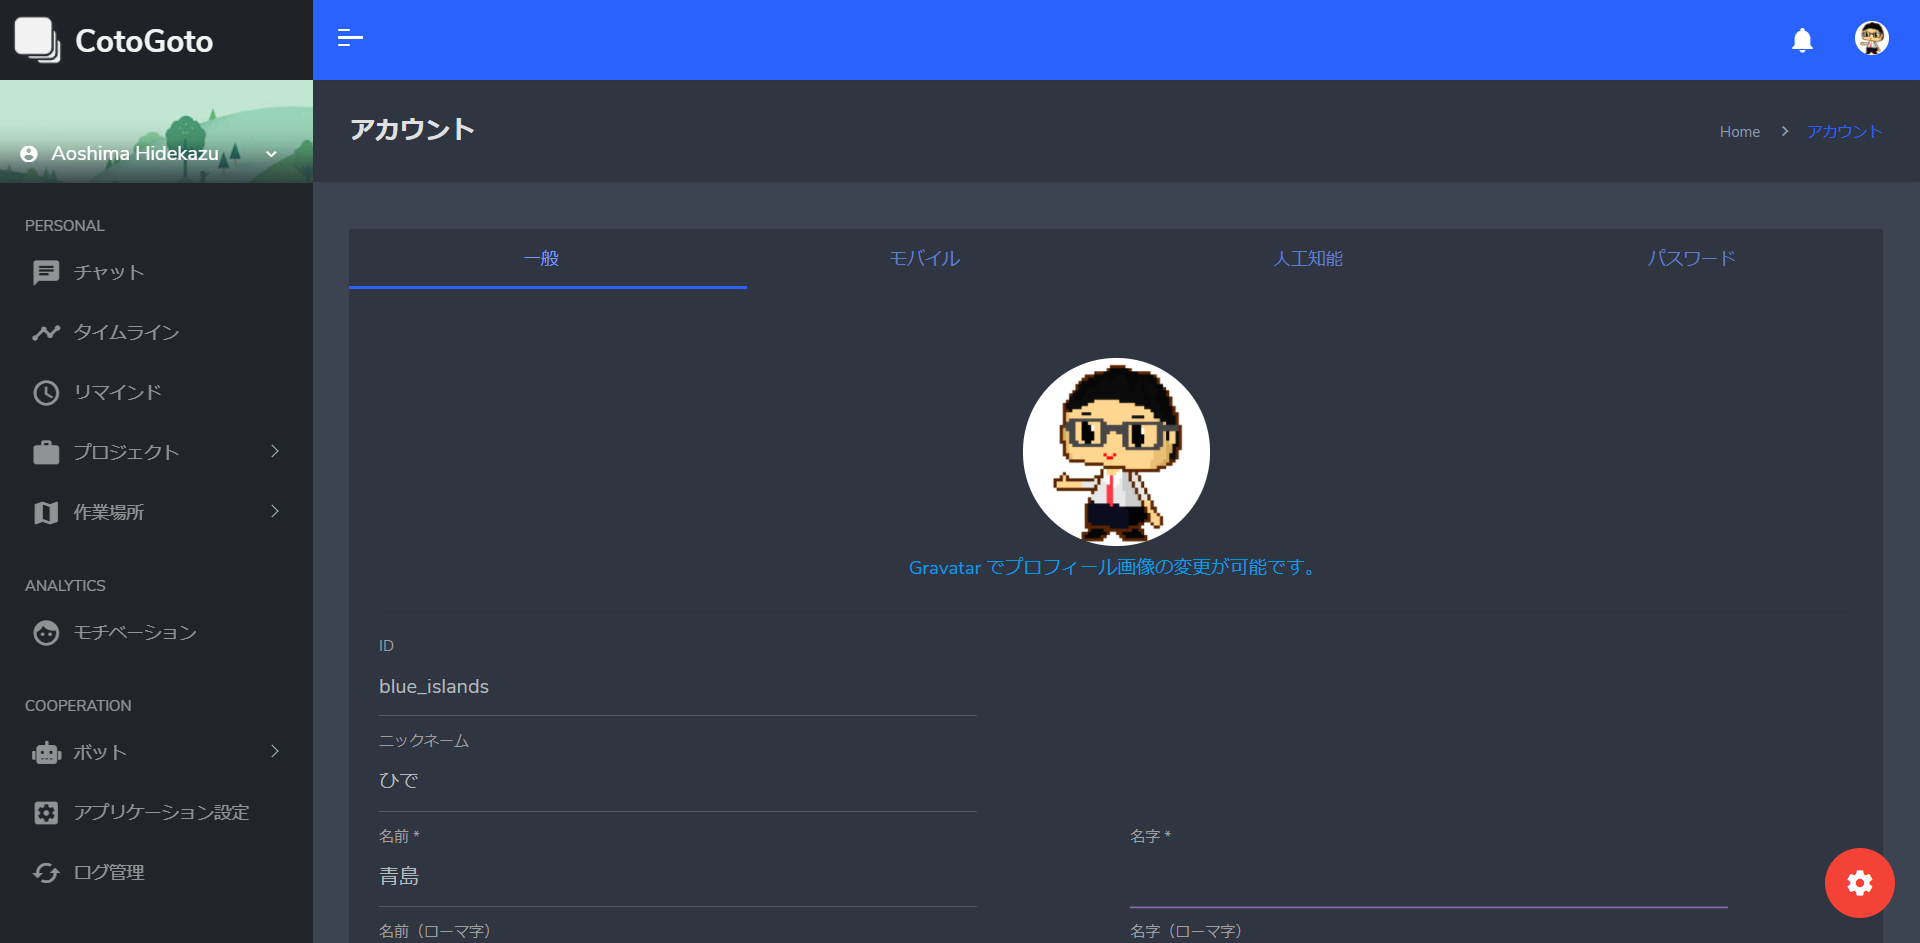 CotoGoto
Aoshima Hidekazu
PERSONAL
チャット
タイムライン
リマインド
プロジェクト
作業場所
ANALYTICS
モチベーション
COOPERATION
ボット
アプリケーション設定
ログ管理
アカウント
Home
アカウント
一般
モバイル
人工知能
パスワード
Gravatar でプロフィール画像の変更が可能です。
ID
blue_islands
ニックネーム
ひで
名前 *
名字 *
青島
名前（ローマ字）
名字（ローマ字）